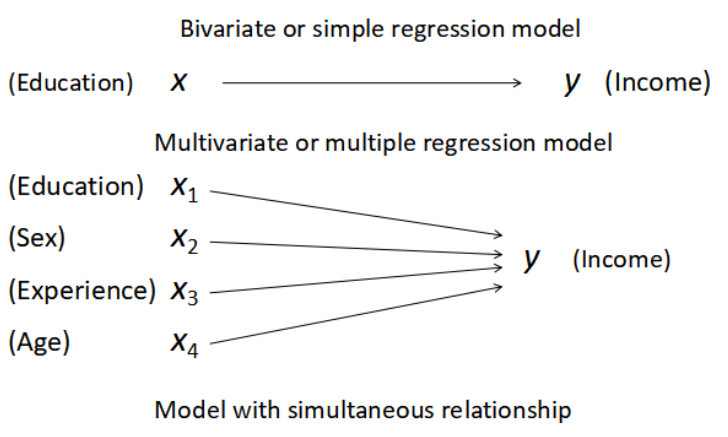 Bivariate or simple regression model
(Education) x y (Income)
Multivariate or multiple regression model
(Education) x1
(Sex) x2
y (Income)
(Experience) x3
(Age) x4
Model with simultaneous relationship